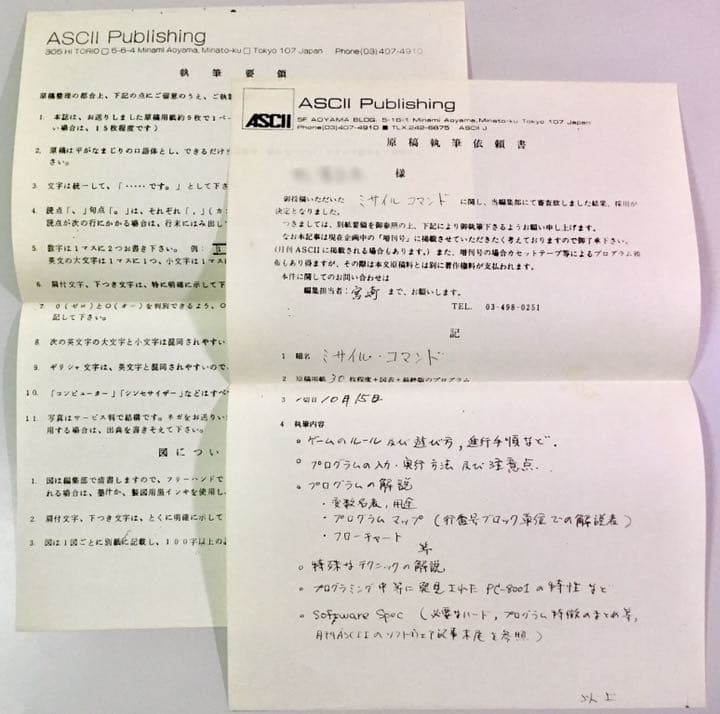 ASCII Publishing
305 HI TORIO □ 5-6-4 Minami Aoyama, Minato-ku □ Tokyo 107 Japan Phone (03) 407-4910
執筆要領
原稿整理の都合上、下記の点にご留意のうえ、ご執
1. 本誌は、お送りしました原稿用紙約9枚で1ペー
い場合は、15枚程度です)
2. 原稿は平がなまじりの口語体とし、できるだけ
さい。
3. 文字は統一して、「・・・・・です。」として下さ
4. 読点「、」句点「。」は、それぞれ「,」(カ
読点が次の行にかかる場合は、行末にはみ出し
5. 数字は1マスに2つお書き下さい。 例:
英文の大文字は1マスに1つ、小文字は1マス
6. 肩付文字、下つき文字は、特に明確に示して下
7. 0(ゼロ)とO(オー)を判別できるよう、0
記して下さい。
8. 次の英文字の大文字と小文字は混同されやすい
9. ギリシャ文字は、英文字と混同されやすいので、
10. 「コンピューター」「シンセサイザー」などはすべ
11. 写真はサービス判で結構です。ネガをお送りい
用する場合は、出典を書きそえて下さい。
図につい
1. 図は編集部で清書しますので、フリーハンドで
れる場合は、墨汁か、製図用黒インキを使用し、
2. 肩付文字、下つき文字は、とくに明確に示して
3. 図は1図ごとに別紙に記載し、100字以上の
ASCII
ASCII Publishing
5F AOYAMA BLDG. 5-16-1 Minami Aoyama, Minato-ku Tokyo 107 Japan
Phone (03) 407-4910 ■ TLX.242-6875 ASCII J
原稿執筆依頼書
様
御投稿いただいた ミサイルコマンド に関し、当編集部にて審査致しました結果、採用が
決定となりました。
つきましては、別紙要領を御参照の上、下記により御執筆下さるようお願い申し上げます。
なお本記事は現在企画中の「増刊号」に掲載させていただきたく考えておりますので御了承下さい。
(月刊ASCIIに掲載される場合もあります。)また、増刊号の場合カセットテープ等によるプログラム頒
布もあり得ますが、その際は本文原稿料とは別に著作権料が支払われます。
本件に関してのお問い合わせは
編集担当者: 宮崎 まで、お願いします。
TEL. 03-498-0251
記
1 題名 ミサイル・コマンド
2 原稿用紙 30 枚程度+図表+最終版のプログラム
3 〆切日 10月15日
4 執筆内容
○ ゲームのルール及び遊び方, 進行手順など.
○ プログラムの入力・実行方法及び注意点.
○ プログラムの解説
・変数名表, 用途
・プログラムマップ (行番号ブロック単位での解説表)
・フローチャート
等
○ 特殊なテクニックの解説
○ プログラミング中等に発見されたPC-8001の特性など
○ Software Spec (必要なハード, プログラム特徴のまとめ等,
月刊ASCIIのソフトウェア記事末尾を参照)
以上